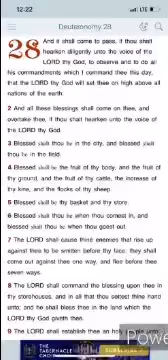 12:22
LTE
Deuteronomy 28
28 And it shall come to pass, if thou shalt
hearken diligently unto the voice of the
LORD thy God, to observe and to do all
his commandments which I command thee this day,
that the LORD thy God will set thee on high above all
nations of the earth:
2 And all these blessings shall come on thee, and
overtake thee, if thou shalt hearken unto the voice of
the LORD thy God.
3 Blessed shalt thou be in the city, and blessed shalt
thou be in the field.
4 Blessed shall be the fruit of thy body, and the fruit of
thy ground, and the fruit of thy cattle, the increase of
thy kine, and the flocks of thy sheep.
5 Blessed shall be thy basket and thy store.
6 Blessed shalt thou be when thou comest in, and
blessed shalt thou be when thou goest out.
7 The LORD shall cause thine enemies that rise up
against thee to be smitten before thy face: they shall
come out against thee one way, and flee before thee
seven ways.
8 The LORD shall command the blessing upon thee in
thy storehouses, and in all that thou settest thine hand
unto; and he shall bless thee in the land which the
LORD thy God giveth thee.
9 The LORD shall establish thee an holy people unto
THE
TABERNACLE